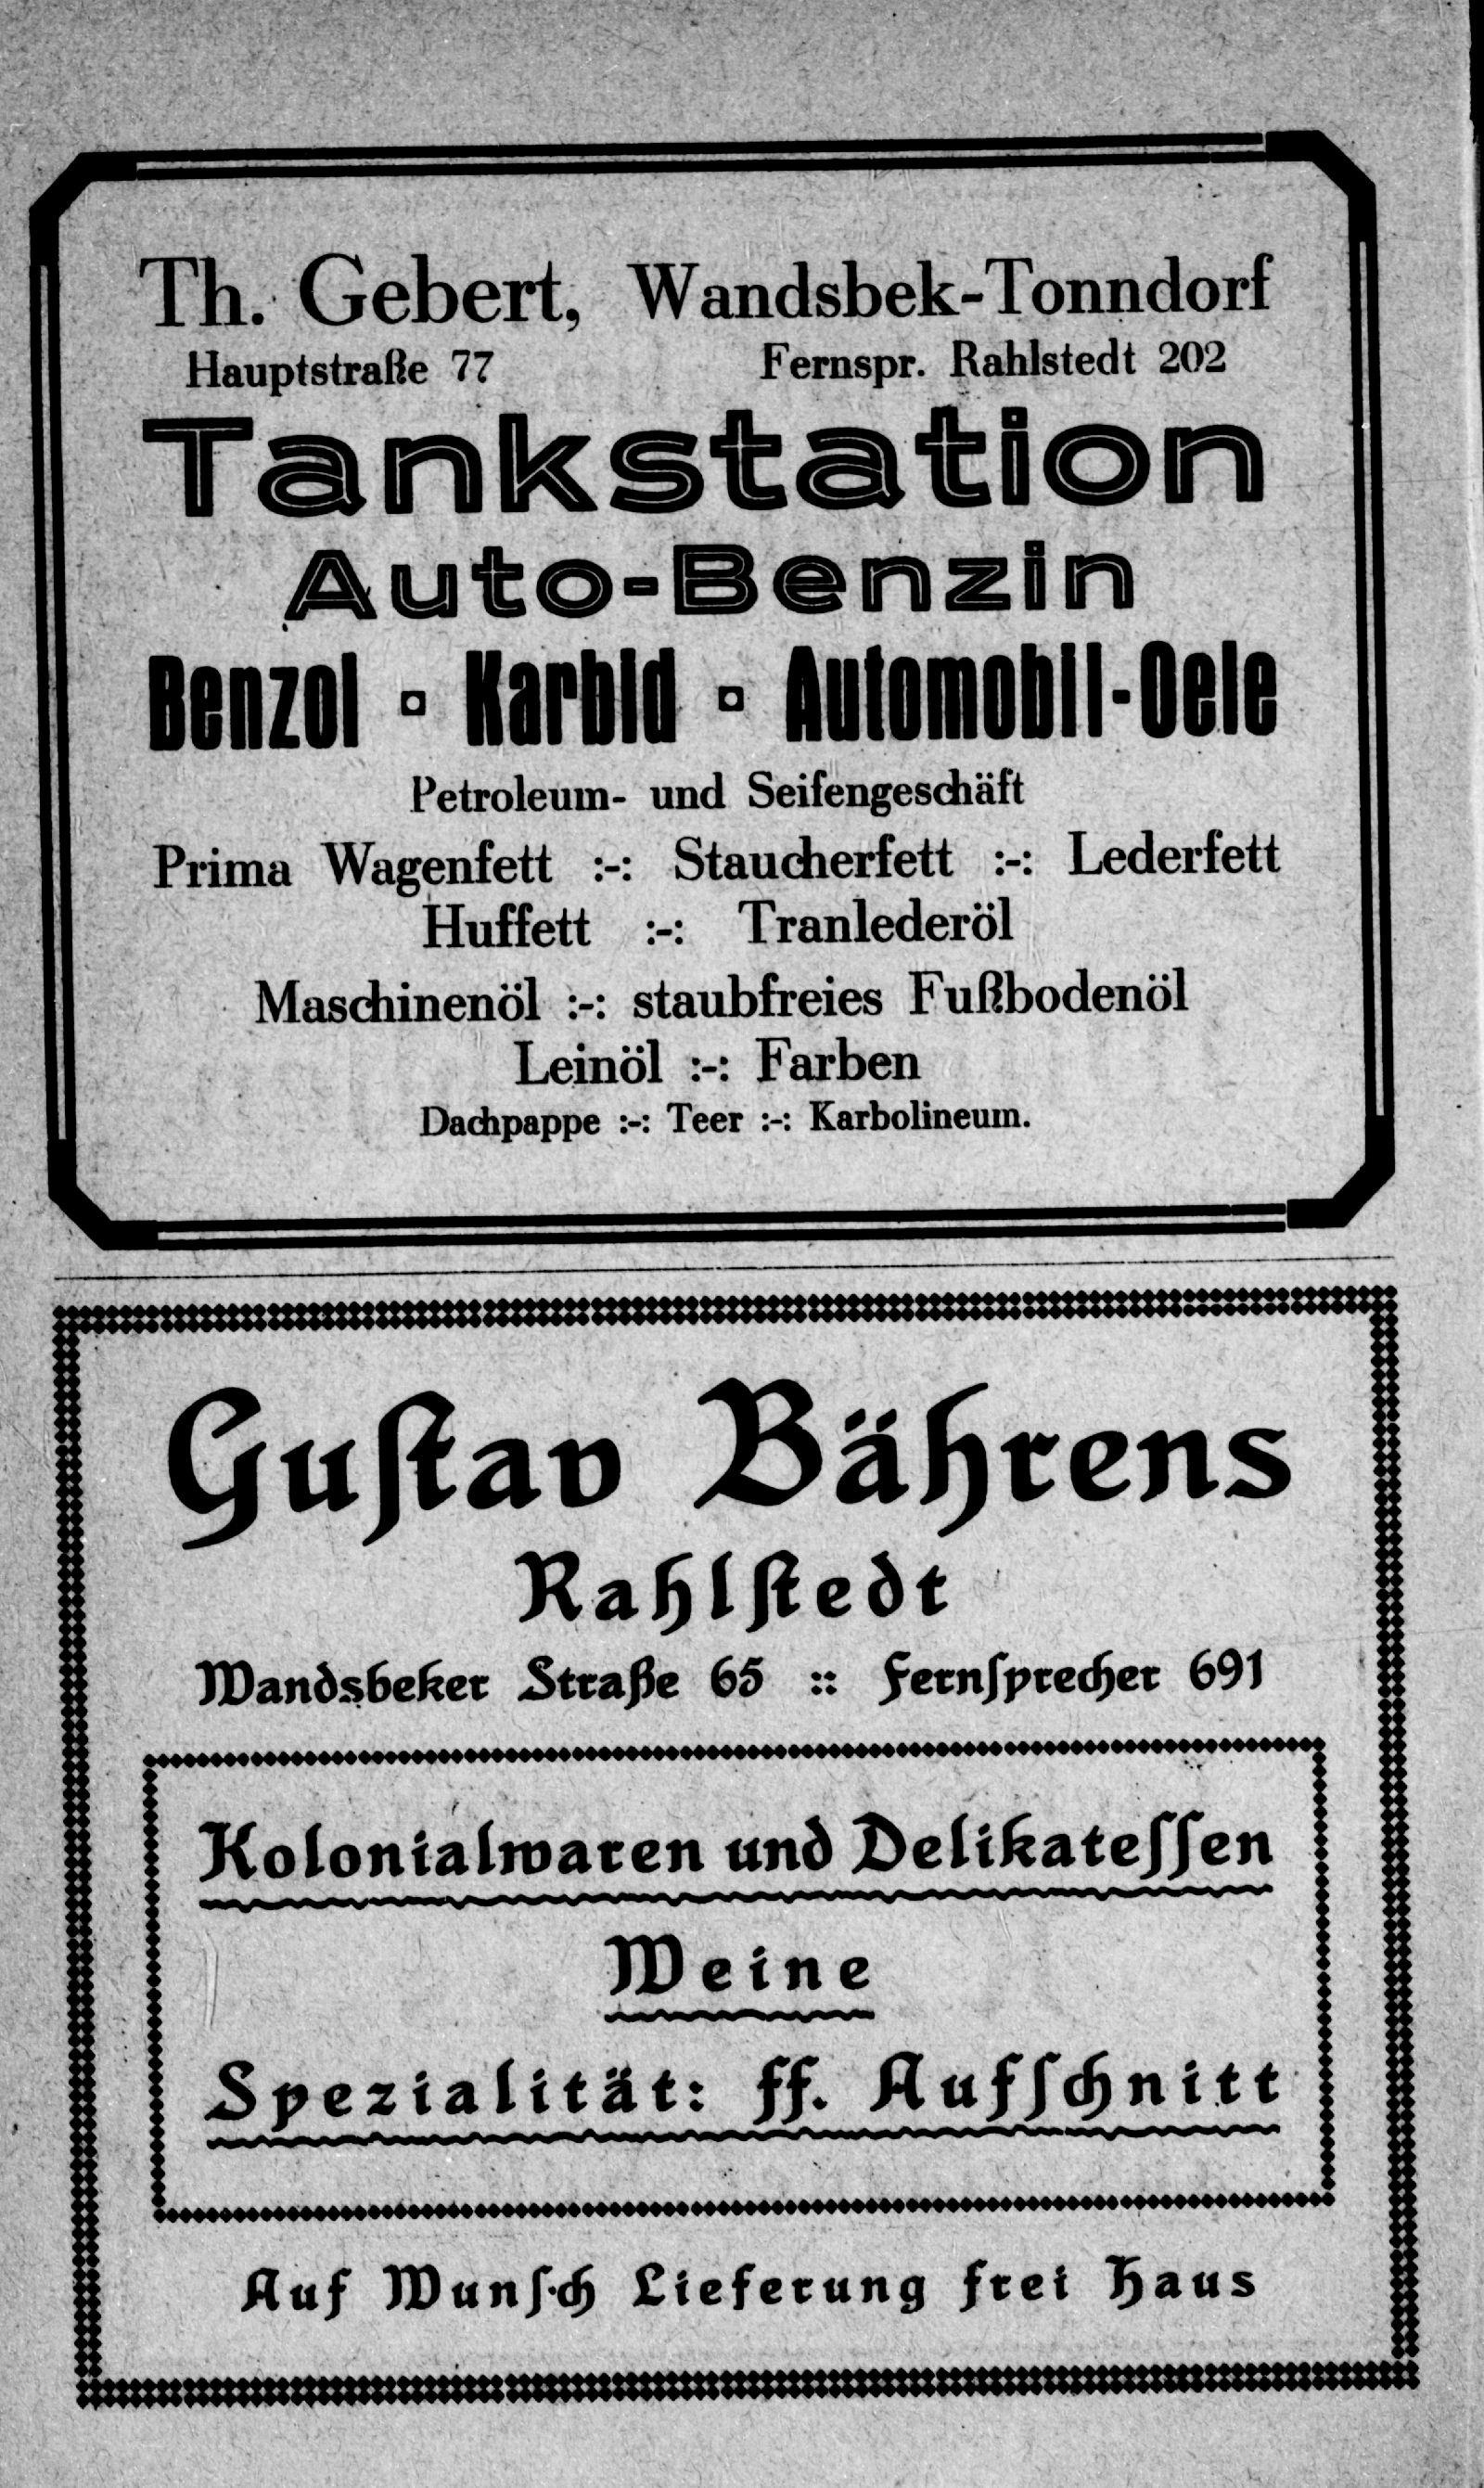 Th. Gebert, Wandsbek-Tonndorf
Hauptstraße 77 Fernspr. Rahlstedt 202
Tankstation
Auto-Benzin
Benzol ▫ Karbid ▫ Automobil-Oele
Petroleum- und Seifengeschäft
Prima Wagenfett :-: Staucherfett :-: Lederfett
Huffett :-: Tranlederöl
Maschinenöl :-: staubfreies Fußbodenöl
Leinöl :-: Farben
Dachpappe :-: Teer :-: Karbolineum.
Guſtav Bährens
Rahlſtedt
Wandsbeker Straße 65 :: Fernſprecher 691
Kolonialwaren und Delikateſſen
Weine
Spezialität: ff. Aufſchnitt
Auf Wunſch Lieferung frei Haus